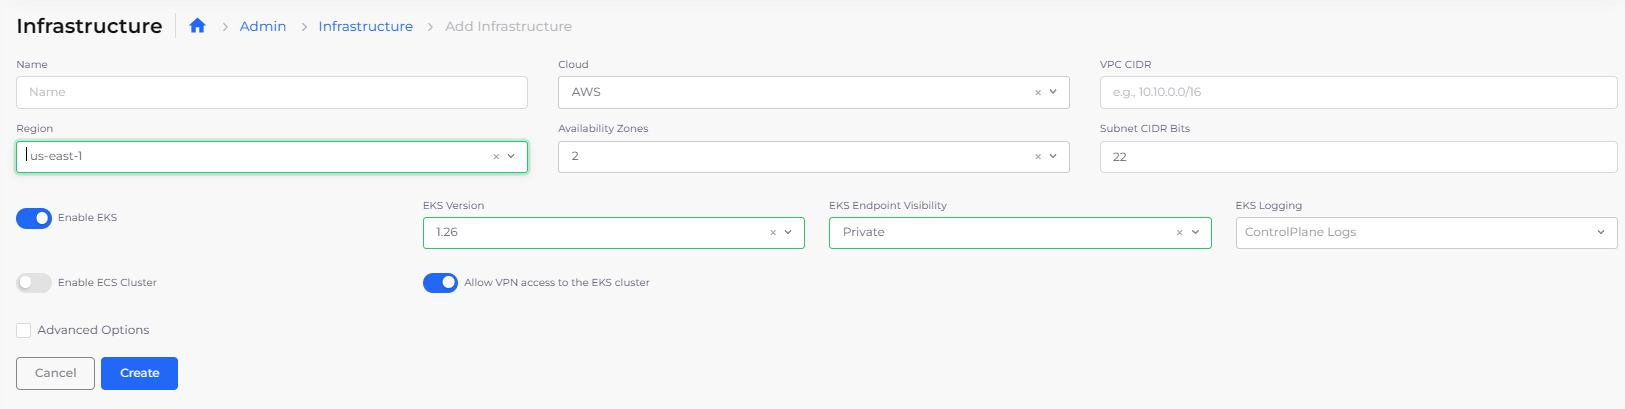 Infrastructure Admin Infrastructure Add Infrastructure
Name Cloud VPC CIDR
Name AWS × e.g., 10.10.0.0/16
Region Availability Zones Subnet CIDR Bits
us-east-1 × 2 × 22
EKS Version EKS Endpoint Visibility EKS Logging
Enable EKS 1.26 × Private × ControlPlane Logs
Enable ECS Cluster Allow VPN access to the EKS cluster
Advanced Options
Cancel Create